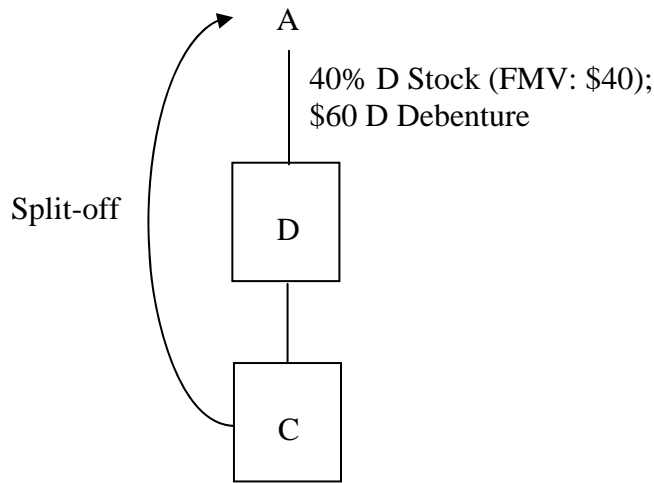 A
40% D Stock (FMV: $40);
$60 D Debenture
Split-off
D
C